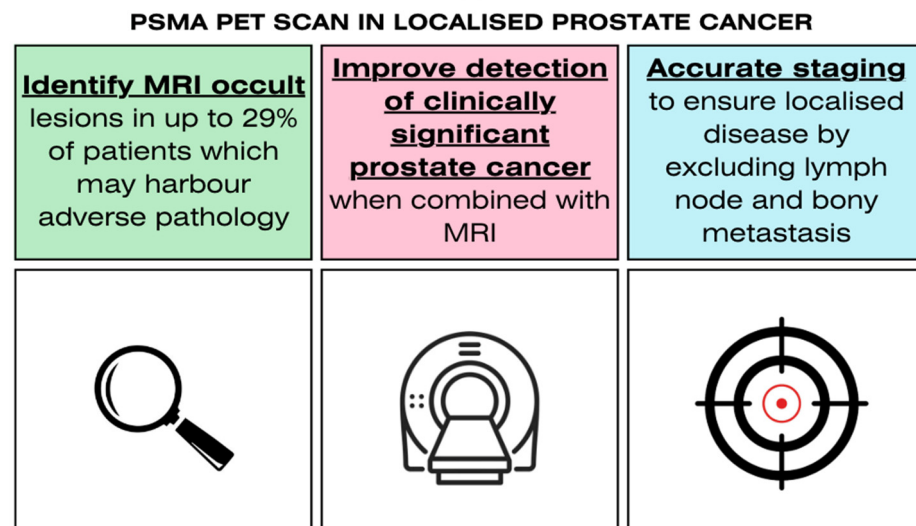 PSMA PET SCAN IN LOCALISED PROSTATE CANCER
Identify MRI occult
lesions in up to 29%
of patients which
may harbour
adverse pathology
Improve detection
of clinically
significant
prostate cancer
when combined with
MRI
Accurate staging
to ensure localised
disease by
excluding lymph
node and bony
metastasis